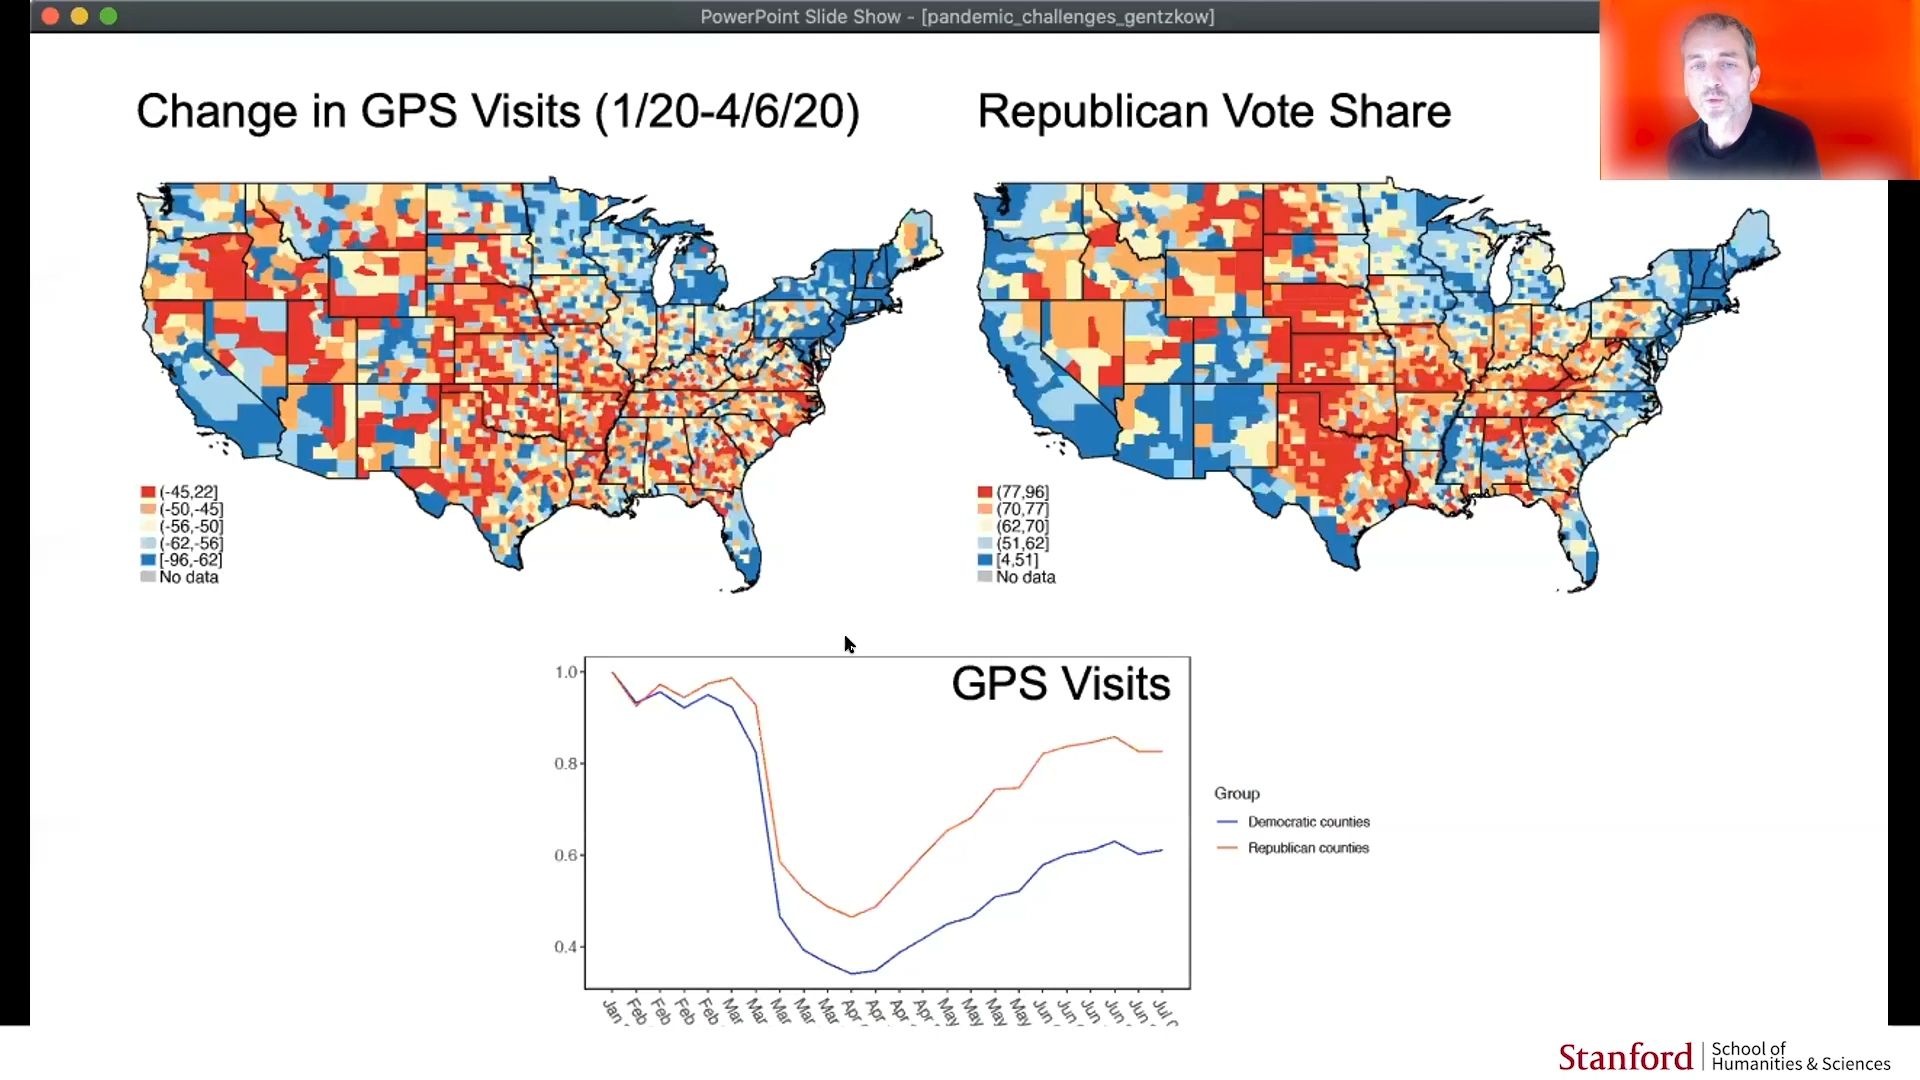 PowerPoint Slide Show - [pandemic_challenges_gentzkow]
Change in GPS Visits (1/20-4/6/20)
Republican Vote Share
(-45,22]
(-50,-45]
(-56,-50]
(-62,-56]
[-96,-62]
No data
(77,96]
(70,77]
(62,70]
(51,62]
[4,51]
No data
GPS Visits
1.0
0.8
0.6
0.4
Jan
Feb
Feb
Feb
Feb
Mar
Mar
Mar
Mar
Mar
Apr
Apr
Apr
Apr
May
May
May
May
Jun
Jun
Jun
Jun
Jun
Jul
Group
Democratic counties
Republican counties
Stanford
School of
Humanities & Sciences